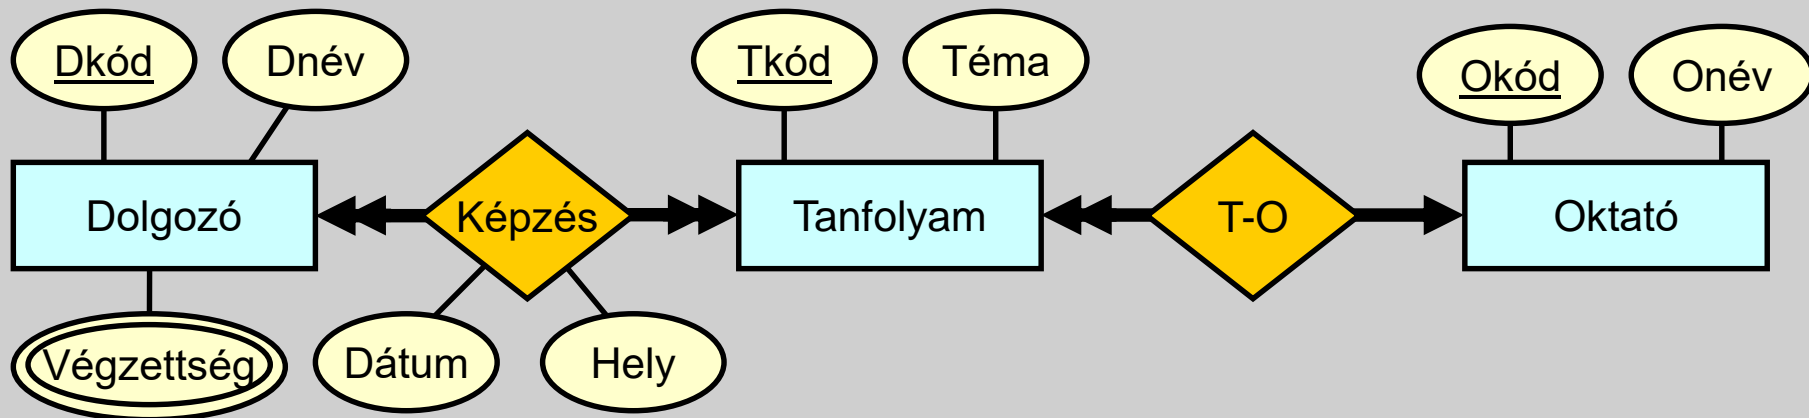 Dkód
Dnév
Tkód
Téma
Okód
Onév
Dolgozó
Képzés
Tanfolyam
T-O
Oktató
Végzettség
Dátum
Hely